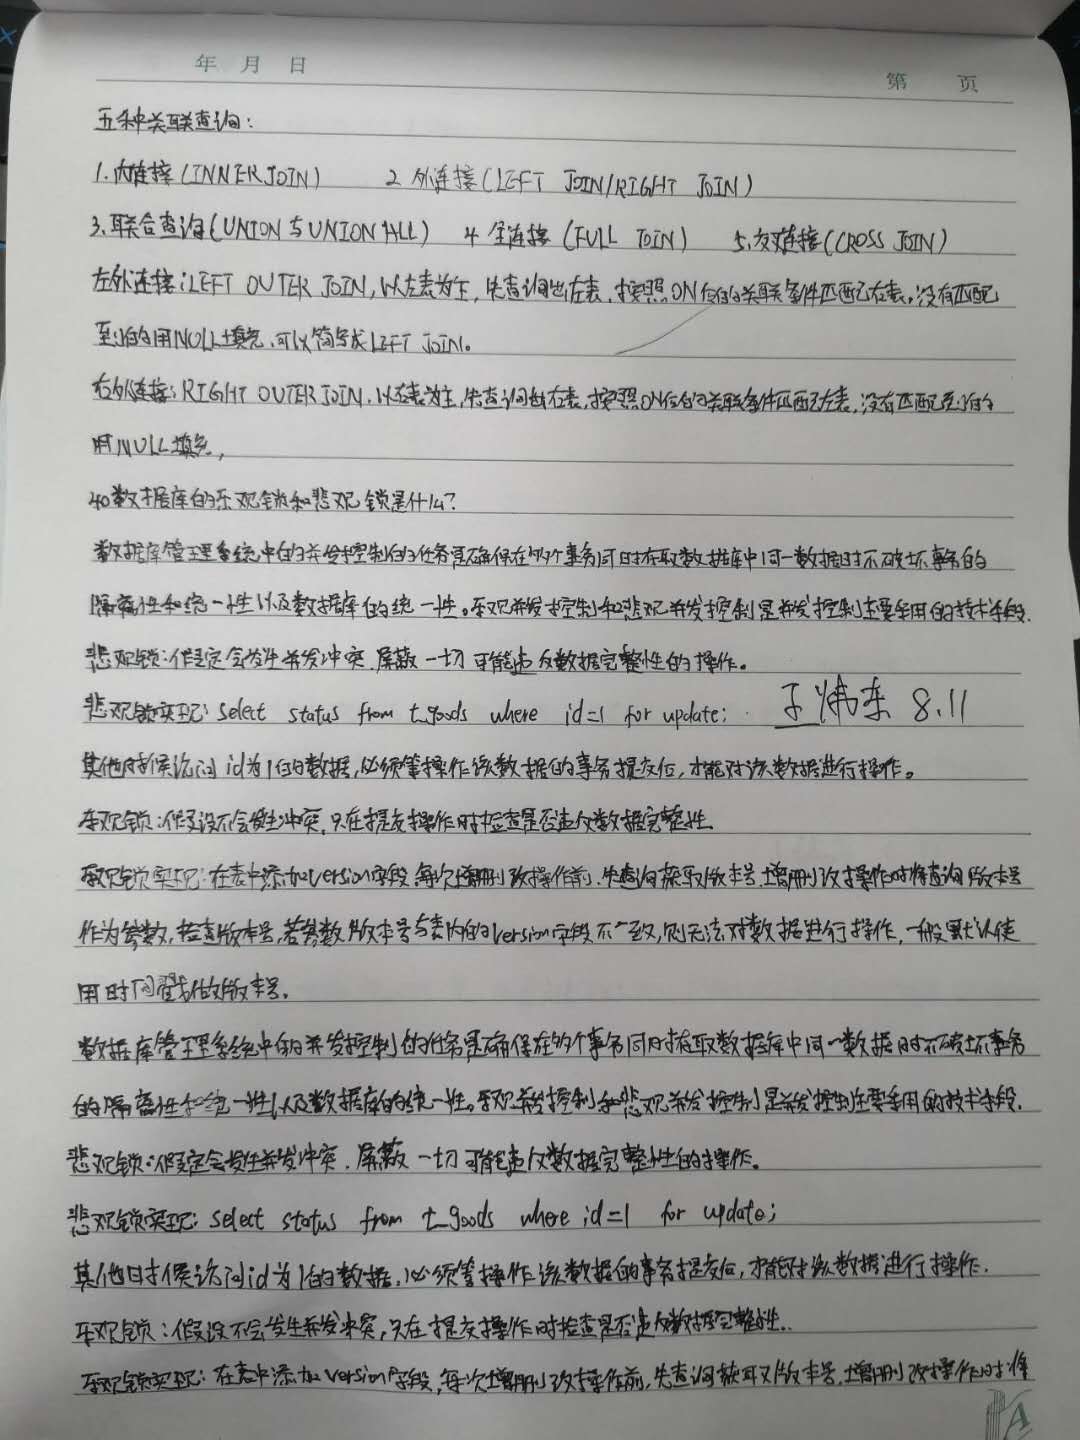 年 月 日
第 页
五种关联查询:
1.内连接(INNER JOIN) 2 外连接(LEFT JOIN/RIGHT JOIN)
3.联合查询(UNION与UNION ALL) 4 全连接(FULL JOIN) 5.交叉连接(CROSS JOIN)
左外连接:LEFT OUTER JOIN,以左表为主,先查询出左表,按照ON后的关联条件匹配右表,没有匹配
到的用NULL填充,可以简写成LEFT JOIN。
右外连接:RIGHT OUTER JOIN,以右表为主,先查询出右表,按照ON后的关联条件匹配左表,没有匹配到的
用NULL填充,
40数据库的乐观锁和悲观锁是什么?
数据库管理系统中的并发控制的任务是确保在多个事务同时存取数据库中同一数据时不破坏事务的
隔离性和统一性以及数据库的统一性。乐观并发控制和悲观并发控制是并发控制主要采用的技术手段.
悲观锁:假定会发生并发冲突,屏蔽一切可能违反数据完整性的操作。
悲观锁实现:select status from t_goods where id=1 for update; 王炜东 8.11
其他时候访问id为1的数据,必须等操作该数据的事务提交后,才能对该数据进行操作。
乐观锁:假设不会发生冲突,只在提交操作时检查是否违反数据完整性.
乐观锁实现:在表中添加version字段,每次增删改操作前,先查询获取版本号,增删改操作时将查询版本号
作为参数,检查版本号,若参数版本号与表内的version字段不一致,则无法对数据进行操作,一般默认使
用时间戳做版本号。
数据库管理系统中的并发控制的任务是确保在多个事务同时存取数据库中同一数据时不破坏事务
的隔离性和统一性以及数据库的统一性。乐观并发控制和悲观并发控制是并发控制主要采用的技术手段.
悲观锁:假定会发生并发冲突,屏蔽一切可能违反数据完整性的操作。
悲观锁实现:select status from t_goods where id=1 for update;
其他时候访问id为1的数据,必须等操作该数据的事务提交后,才能对该数据进行操作.
乐观锁:假设不会发生并发冲突,只在提交操作时检查是否违反数据完整性.
乐观锁实现:在表中添加version字段,每次增删改操作前,先查询获取版本号,增删改操作时将